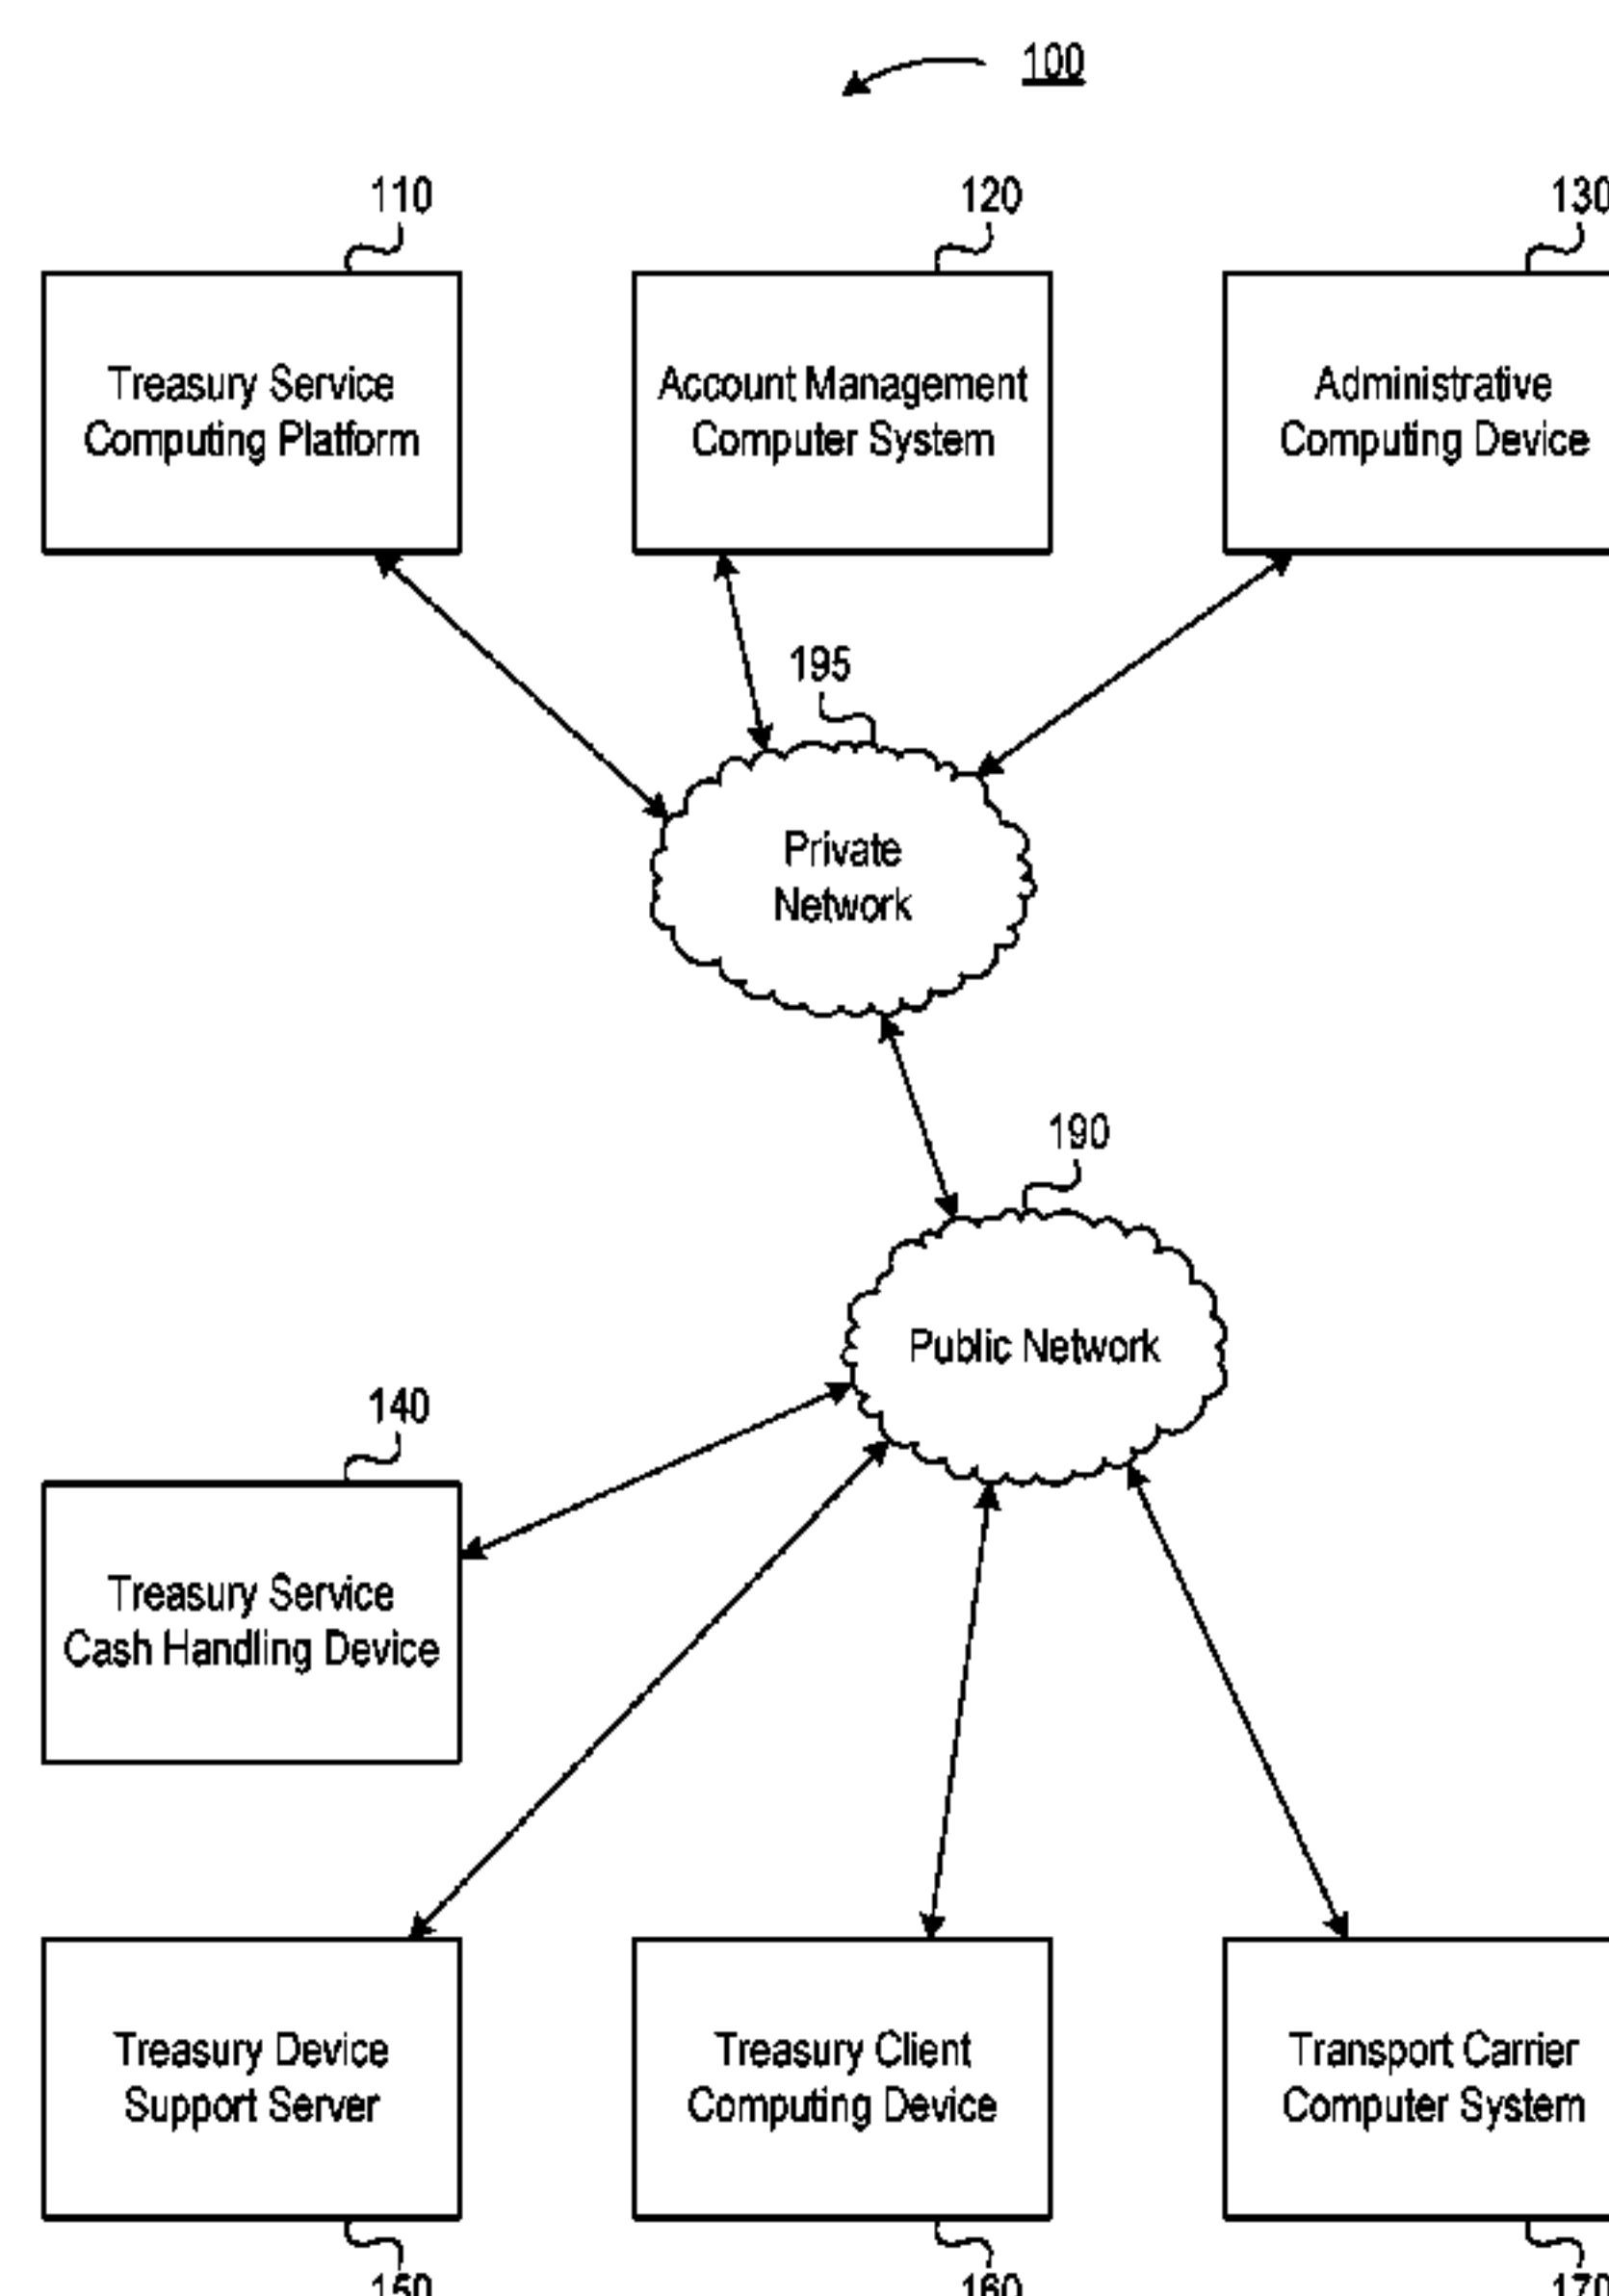 100
110
120
130
Treasury Service
Computing Platform
Account Management
Computer System
Administrative
Computing Device
195
Private
Network
190
Public Network
140
Treasury Service
Cash Handling Device
Treasury Device
Support Server
Treasury Client
Computing Device
Transport Carrier
Computer System
150
160
170